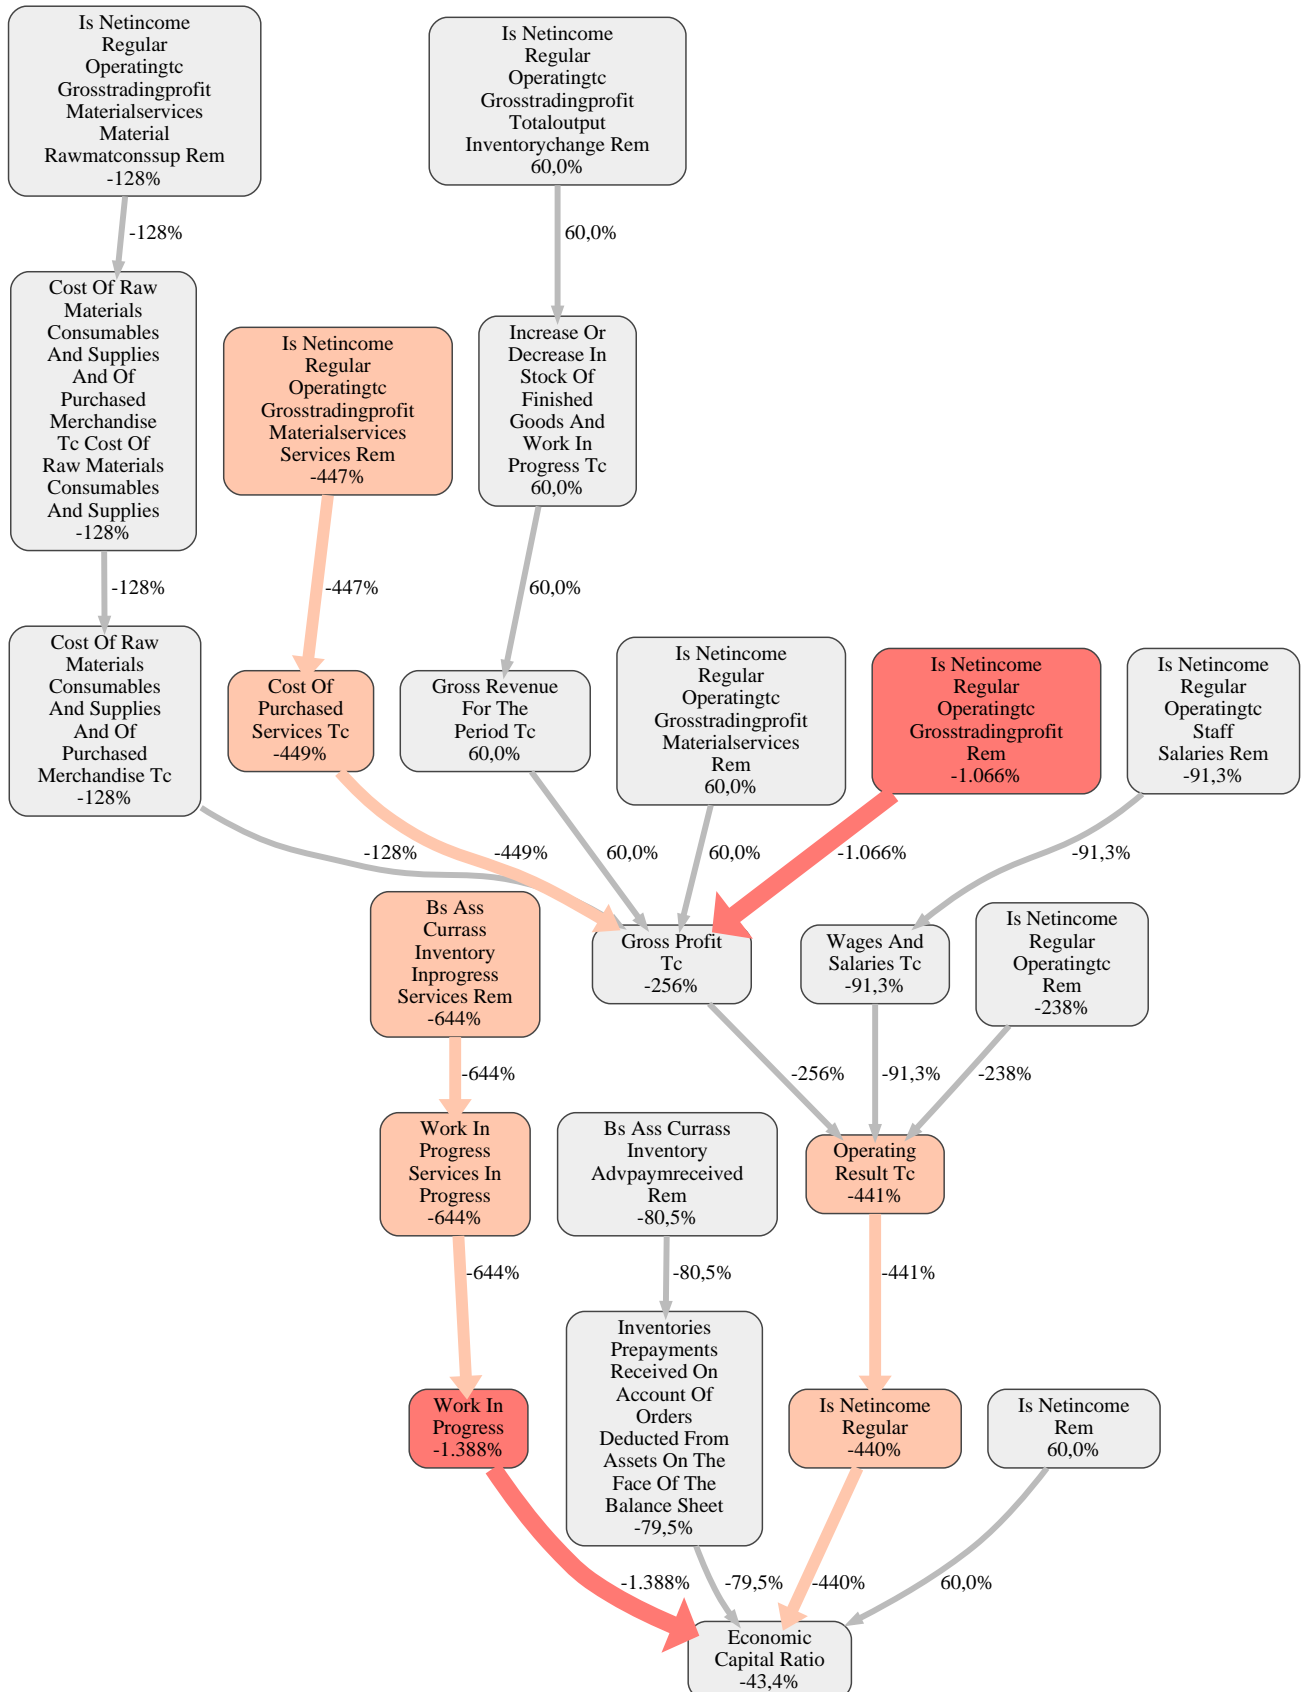 Is Netincome
Regular
Operatingtc
Grosstradingprofit
Materialservices
Material
Rawmatconssup Rem
-128%
Is Netincome
Regular
Operatingtc
Grosstradingprofit
Totaloutput
Inventorychange Rem
60,0%
-128%
60,0%
Cost Of Raw
Materials
Consumables
And Supplies
And Of
Purchased
Merchandise
Tc Cost Of
Raw Materials
Consumables
And Supplies
-128%
Is Netincome
Regular
Operatingtc
Grosstradingprofit
Materialservices
Services Rem
-447%
Increase Or
Decrease In
Stock Of
Finished
Goods And
Work In
Progress Tc
60,0%
-128%
-447%
60,0%
Cost Of Raw
Materials
Consumables
And Supplies
And Of
Purchased
Merchandise Tc
-128%
Cost Of
Purchased
Services Tc
-449%
Gross Revenue
For The
Period Tc
60,0%
Is Netincome
Regular
Operatingtc
Grosstradingprofit
Materialservices
Rem
60,0%
Is Netincome
Regular
Operatingtc
Grosstradingprofit
Rem
-1.066%
Is Netincome
Regular
Operatingtc
Staff
Salaries Rem
-91,3%
-128%
-449%
60,0%
60,0%
-1.066%
-91,3%
Bs Ass
Currass
Inventory
Inprogress
Services Rem
-644%
Gross Profit
Tc
-256%
Wages And
Salaries Tc
-91,3%
Is Netincome
Regular
Operatingtc
Rem
-238%
-644%
-256%
-91,3%
-238%
Work In
Progress
Services In
Progress
-644%
Bs Ass Currass
Inventory
Advpaymreceived
Rem
-80,5%
Operating
Result Tc
-441%
-644%
-80,5%
-441%
Work In
Progress
-1.388%
Inventories
Prepayments
Received On
Account Of
Orders
Deducted From
Assets On The
Face Of The
Balance Sheet
-79,5%
Is Netincome
Regular
-440%
Is Netincome
Rem
60,0%
-1.388%
-79,5%
-440%
60,0%
Economic
Capital Ratio
-43,4%